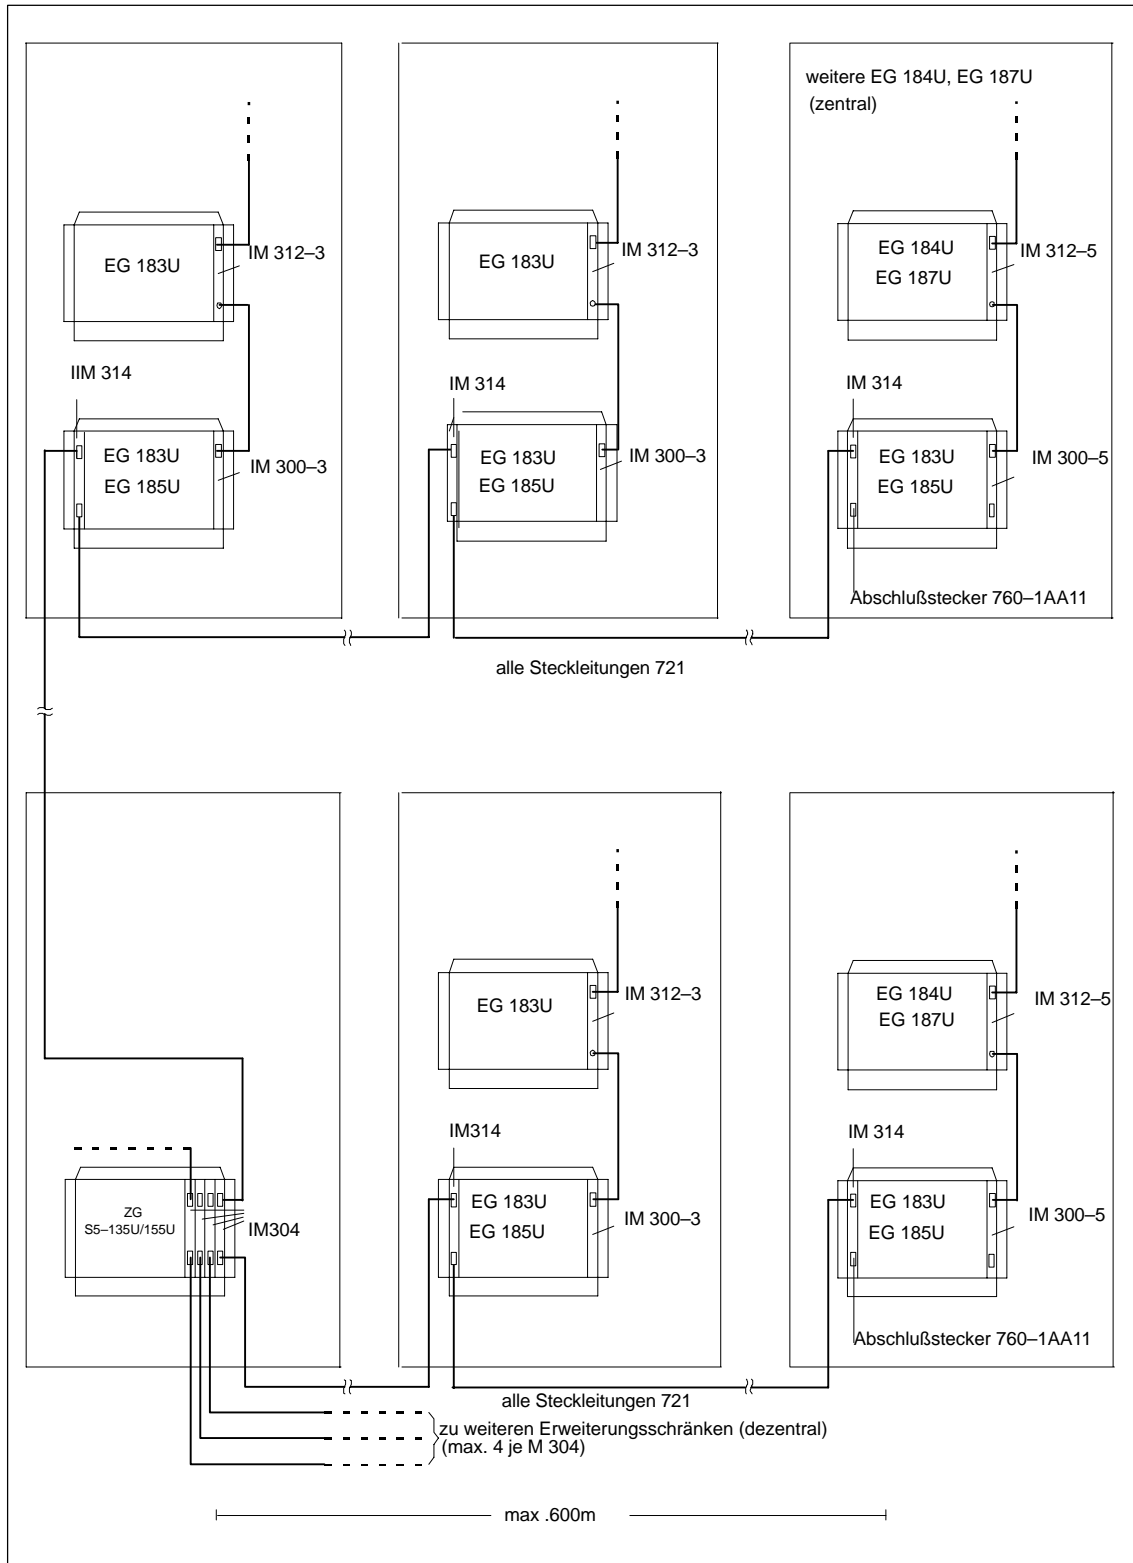 weitere EG 184U, EG 187U
(zentral)
EG 183U
IM 312–3
EG 183U
IM 312–3
EG 184U
EG 187U
IM 312–5
IIM 314
EG 183U
EG 185U
IM 300–3
IM 314
EG 183U
EG 185U
IM 300–3
IM 314
EG 183U
EG 185U
IM 300–5
Abschlußstecker 760–1AA11
alle Steckleitungen 721
EG 183U
IM 312–3
EG 184U
EG 187U
IM 312–5
ZG
S5–135U/155U
IM304
IM314
EG 183U
EG 185U
IM 300–3
IM 314
EG 183U
EG 185U
IM 300–5
Abschlußstecker 760–1AA11
alle Steckleitungen 721
zu weiteren Erweiterungsschränken (dezentral)
(max. 4 je M 304)
max .600m